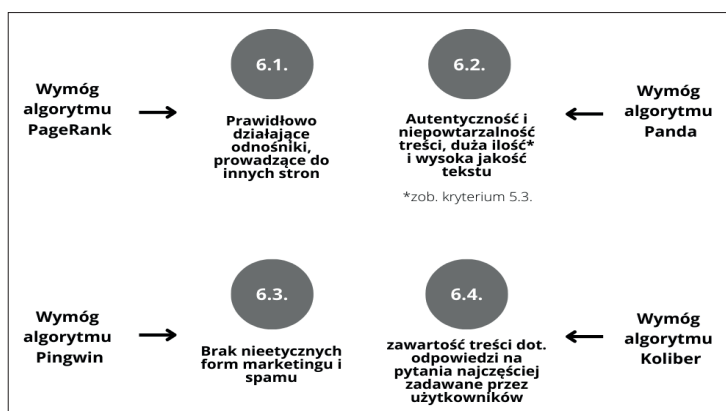 6.1.
Wymóg
algorytmu
PageRank
Prawidłowo
działające
odnośniki,
prowadzące do
innych stron
6.2.
Autentyczność i
niepowtarzalność
treści, duża ilość*
i wysoka jakość
tekstu
*zob. kryterium 5.3.
Wymóg
algorytmu
Panda
6.3.
Wymóg
algorytmu
Pingwin
Brak nieetycznych
form marketingu i
spamu
6.4.
zawartość treści dot.
odpowiedzi na
pytania najczęściej
zadawane przez
użytkowników
Wymóg
algorytmu
Koliber